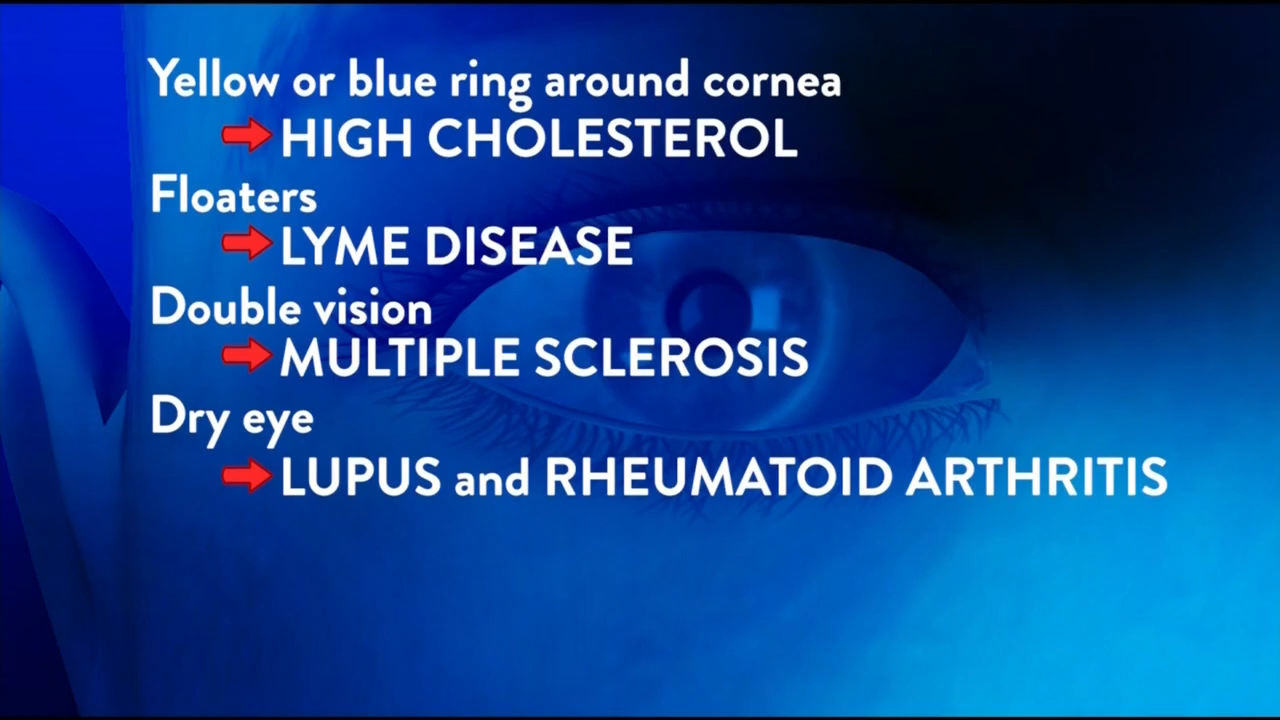 Yellow or blue ring around cornea
HIGH CHOLESTEROL
Floaters
LYME DISEASE
Double vision
MULTIPLE SCLEROSIS
Dry eye
LUPUS and RHEUMATOID ARTHRITIS